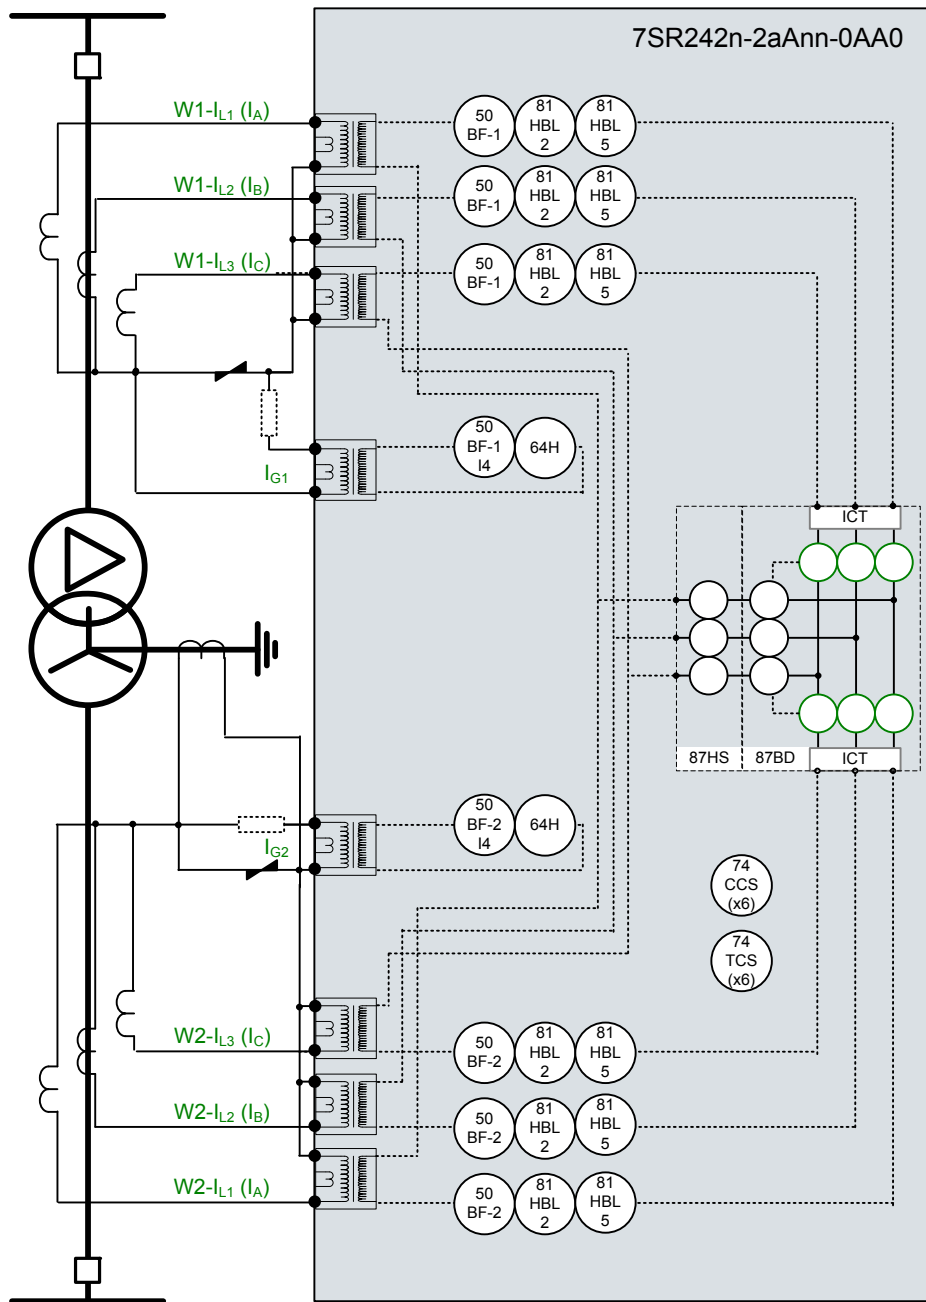 7SR242n-2aAnn-0AA0
W1-IL1 (IA)
50
BF-1
81
HBL
2
81
HBL
5
W1-IL2 (IB)
50
BF-1
81
HBL
2
81
HBL
5
W1-IL3 (IC)
50
BF-1
81
HBL
2
81
HBL
5
IG1
50
BF-1
I4
64H
ICT
87HS
87BD
ICT
IG2
50
BF-2
I4
64H
74
CCS
(x6)
74
TCS
(x6)
W2-IL3 (IC)
50
BF-2
81
HBL
2
81
HBL
5
W2-IL2 (IB)
50
BF-2
81
HBL
2
81
HBL
5
W2-IL1 (IA)
50
BF-2
81
HBL
2
81
HBL
5